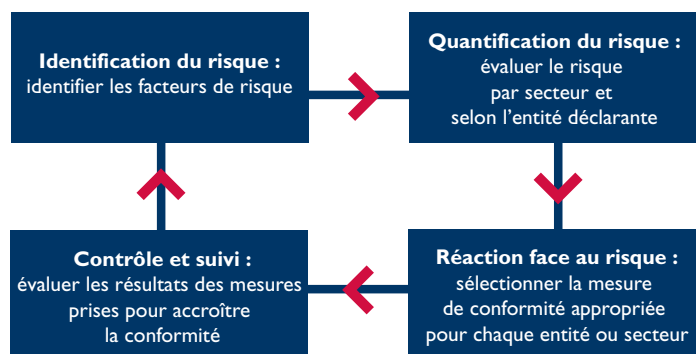 Identification du risque :
identifier les facteurs de risque
Quantification du risque :
évaluer le risque
par secteur et
selon l’entité déclarante
Contrôle et suivi :
évaluer les résultats des mesures
prises pour accroître
la conformité
Réaction face au risque :
sélectionner la mesure
de conformité appropriée
pour chaque entité ou secteur